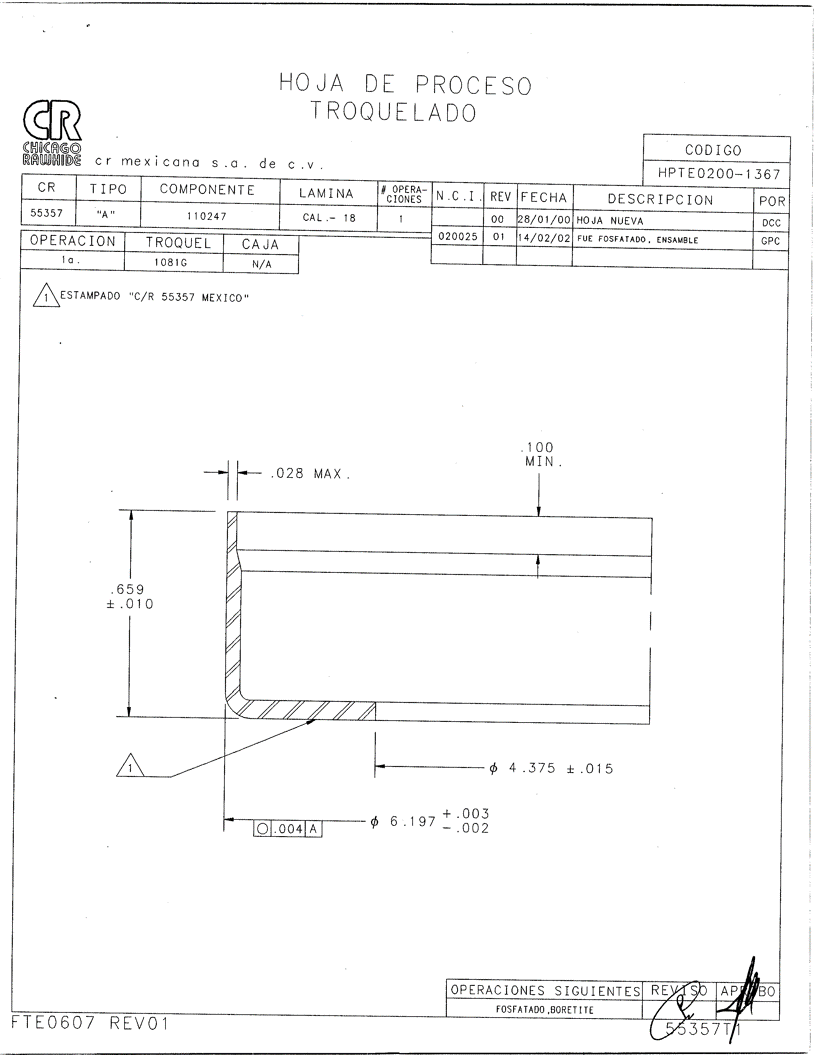 HOJA DE PROCESO
TROQUELADO
CR
CHICAGO
RAWHIDE
cr mexicana s.a. de c.v.
CODIGO
HPTE0200-1367
CR TIPO COMPONENTE LAMINA # OPERA-CIONES N.C.I. REV FECHA DESCRIPCION POR
55357 "A" 110247 CAL.- 18 1 00 28/01/00 HOJA NUEVA DCC
020025 01 14/02/02 FUE FOSFATADO, ENSAMBLE GPC
OPERACION TROQUEL CAJA
1a. 1081G N/A
1 ESTAMPADO "C/R 55357 MEXICO"
.100
MIN.
.028 MAX.
.659
±.010
1
ϕ 4.375 ±.015
ϕ 6.197 +.003
-.002
○ .004 A
OPERACIONES SIGUIENTES REVISO APROBO
FOSFATADO,BORETITE
FTE0607 REV01
55357T1